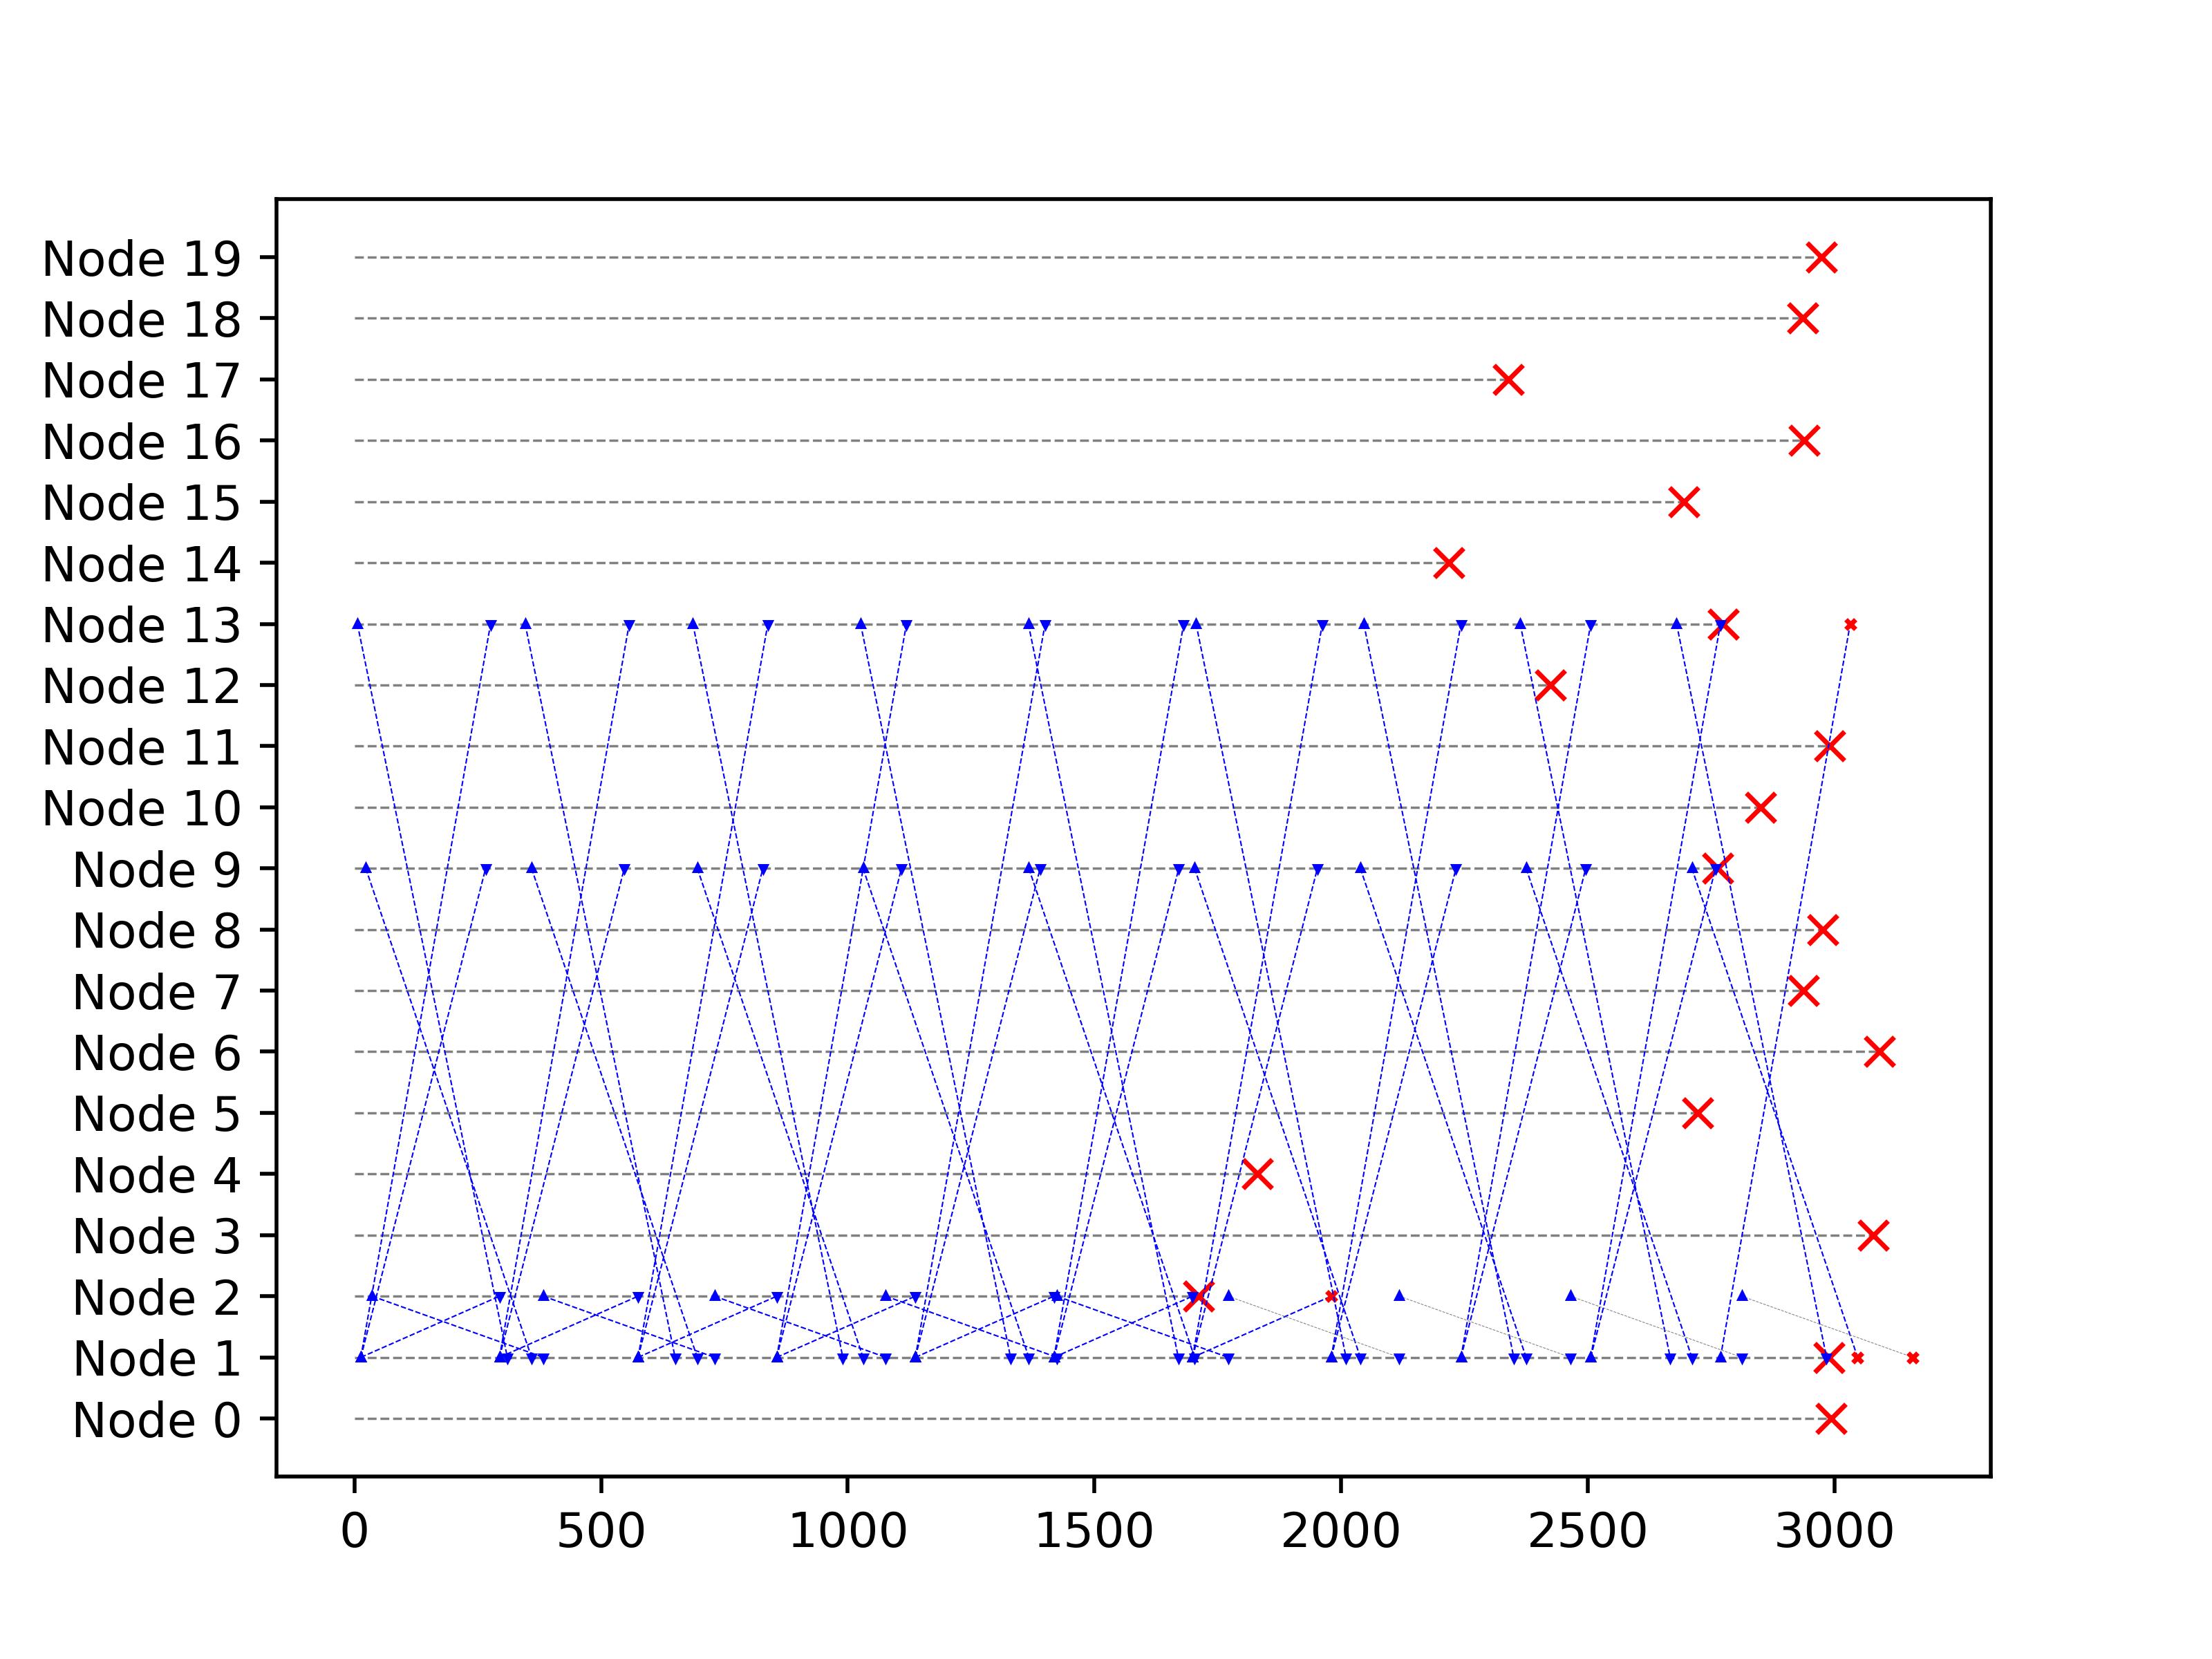 Node 19
Node 18
Node 17
Node 16
Node 15
Node 14
Node 13
Node 12
Node 11
Node 10
Node 9
Node 8
Node 7
Node 6
Node 5
Node 4
Node 3
Node 2
Node 1
Node 0
0 500 1000 1500 2000 2500 3000